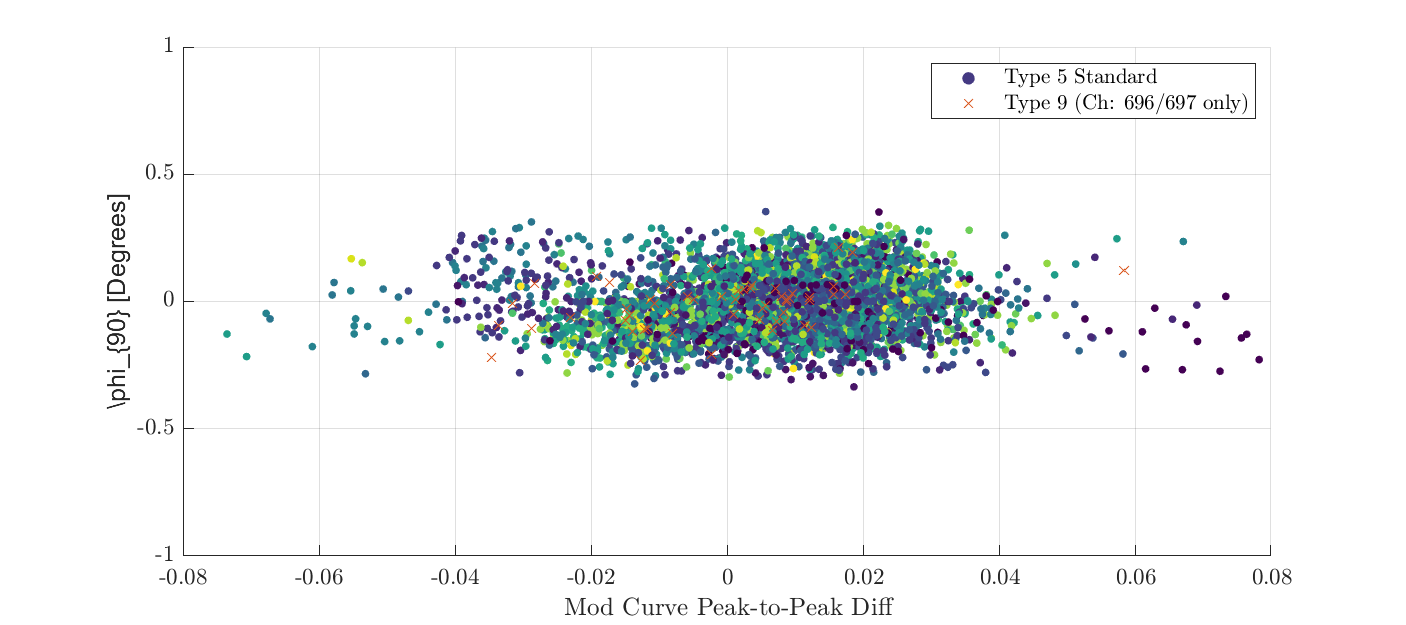 Type 5 Standard
Type 9 (Ch: 696/697 only)
1
0.5
0
-0.5
-1
\phi_{90} [Degrees]
-0.08 -0.06 -0.04 -0.02 0 0.02 0.04 0.06 0.08
Mod Curve Peak-to-Peak Diff